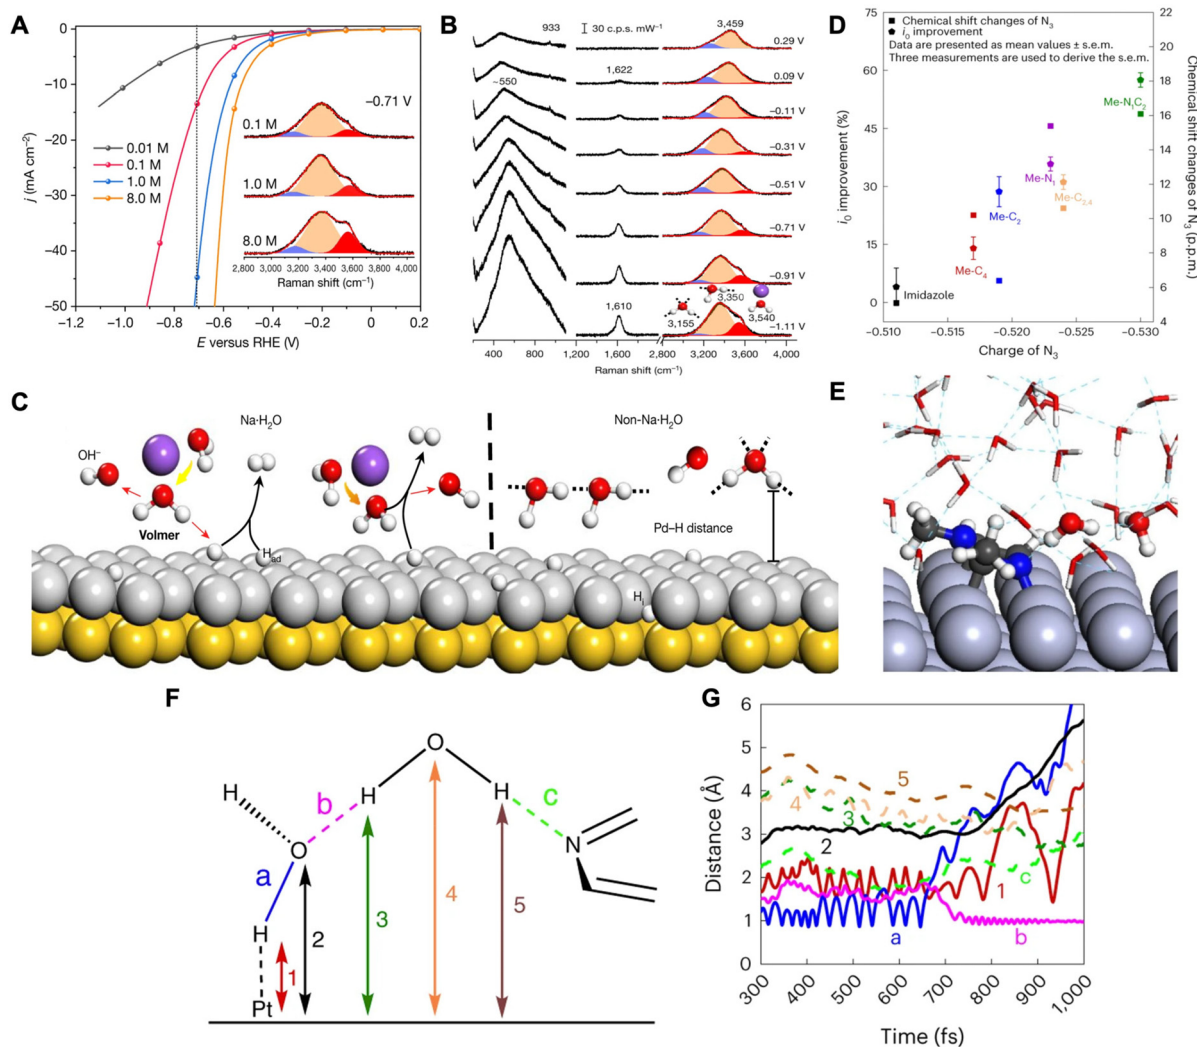 A
0
−10
−20
−30
−40
−50
j (mA cm⁻²)
0.01 M
0.1 M
1.0 M
8.0 M
−0.71 V
0.1 M
1.0 M
8.0 M
2,800 3,200 3,600 4,000
Raman shift (cm⁻¹)
−1.2 −1.0 −0.8 −0.6 −0.4 −0.2 0 0.2
E versus RHE (V)
B
933
30 c.p.s. mW⁻¹
3,459
0.29 V
~550
1,622
0.09 V
−0.11 V
−0.31 V
−0.51 V
−0.71 V
−0.91 V
1,610
3,155
3,350
3,540
−1.11 V
400 800 1,200 1,600 2,000 2,800 3,200 3,600 4,000
Raman shift (cm⁻¹)
D
Chemical shift changes of N₃
i₀ improvement
Data are presented as mean values ± s.e.m.
Three measurements are used to derive the s.e.m.
75
60
45
30
15
0
i₀ improvement (%)
22
20
18
16
14
12
10
8
6
4
Chemical shift changes of N₃ (p.p.m.)
Me-N₁C₂
Me-N₁
Me-C₂,₄
Me-C₂
Me-C₄
Imidazole
−0.510 −0.515 −0.520 −0.525 −0.530
Charge of N₃
C
Na·H₂O
Non-Na·H₂O
OH⁻
Volmer
Had
Pd–H distance
Hi
E
F
O
H
H
H
b
c
O
N
a
H
1
2
3
4
5
Pt
G
6
5
4
3
2
1
0
Distance (Å)
5
4
3
2
c
1
a
b
300 400 500 600 700 800 900 1,000
Time (fs)